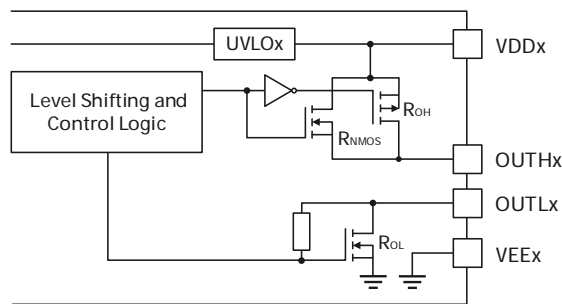 UVLOx
VDDx
Level Shifting and
Control Logic
ROH
RNMOS
OUTHx
OUTLx
ROL
VEEx